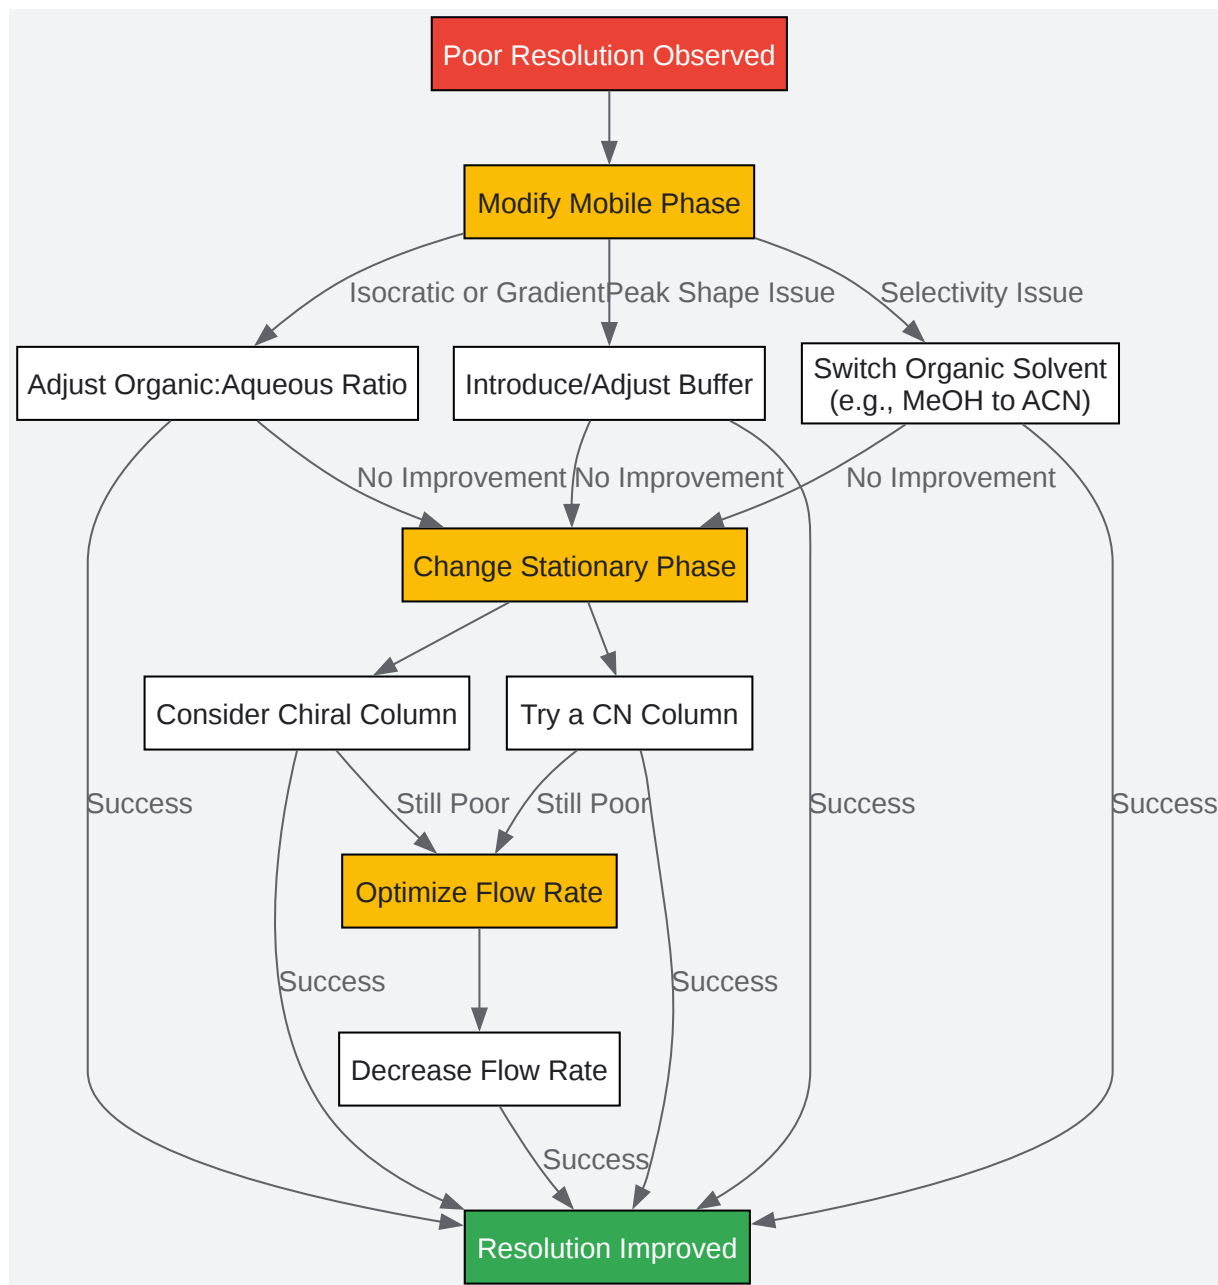 Poor Resolution Observed
Modify Mobile Phase
Isocratic or Gradient
Peak Shape Issue
Selectivity Issue
Adjust Organic:Aqueous Ratio
Introduce/Adjust Buffer
Switch Organic Solvent
(e.g., MeOH to ACN)
No Improvement
No Improvement
No Improvement
Change Stationary Phase
Consider Chiral Column
Try a CN Column
Success
Still Poor
Still Poor
Success
Success
Optimize Flow Rate
Success
Success
Decrease Flow Rate
Success
Resolution Improved